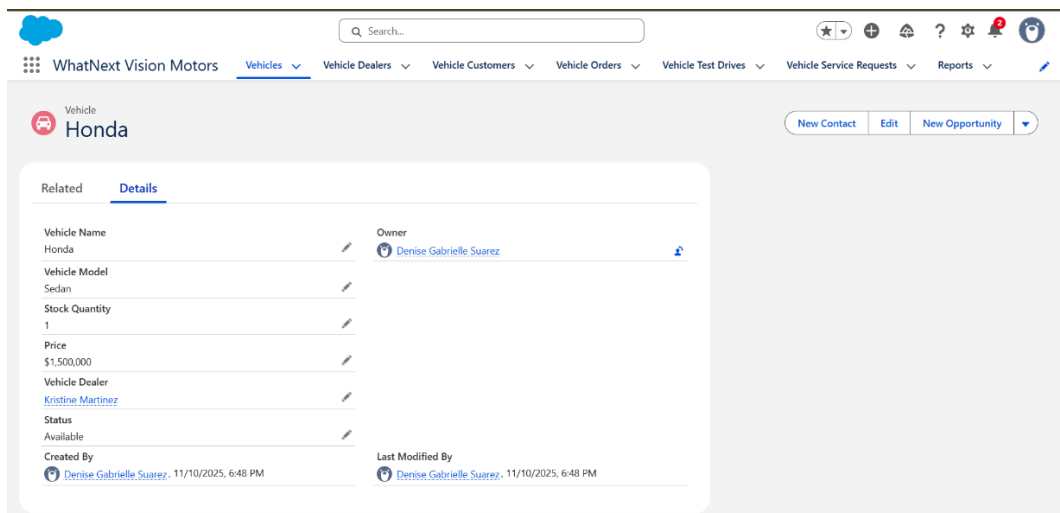 Search...
2
WhatNext Vision Motors Vehicles Vehicle Dealers Vehicle Customers Vehicle Orders Vehicle Test Drives Vehicle Service Requests Reports
Vehicle
Honda
New Contact Edit New Opportunity
Related Details
Vehicle Name
Honda
Owner
Denise Gabrielle Suarez
Vehicle Model
Sedan
Stock Quantity
1
Price
$1,500,000
Vehicle Dealer
Kristine Martinez
Status
Available
Created By
Denise Gabrielle Suarez, 11/10/2025, 6:48 PM
Last Modified By
Denise Gabrielle Suarez, 11/10/2025, 6:48 PM